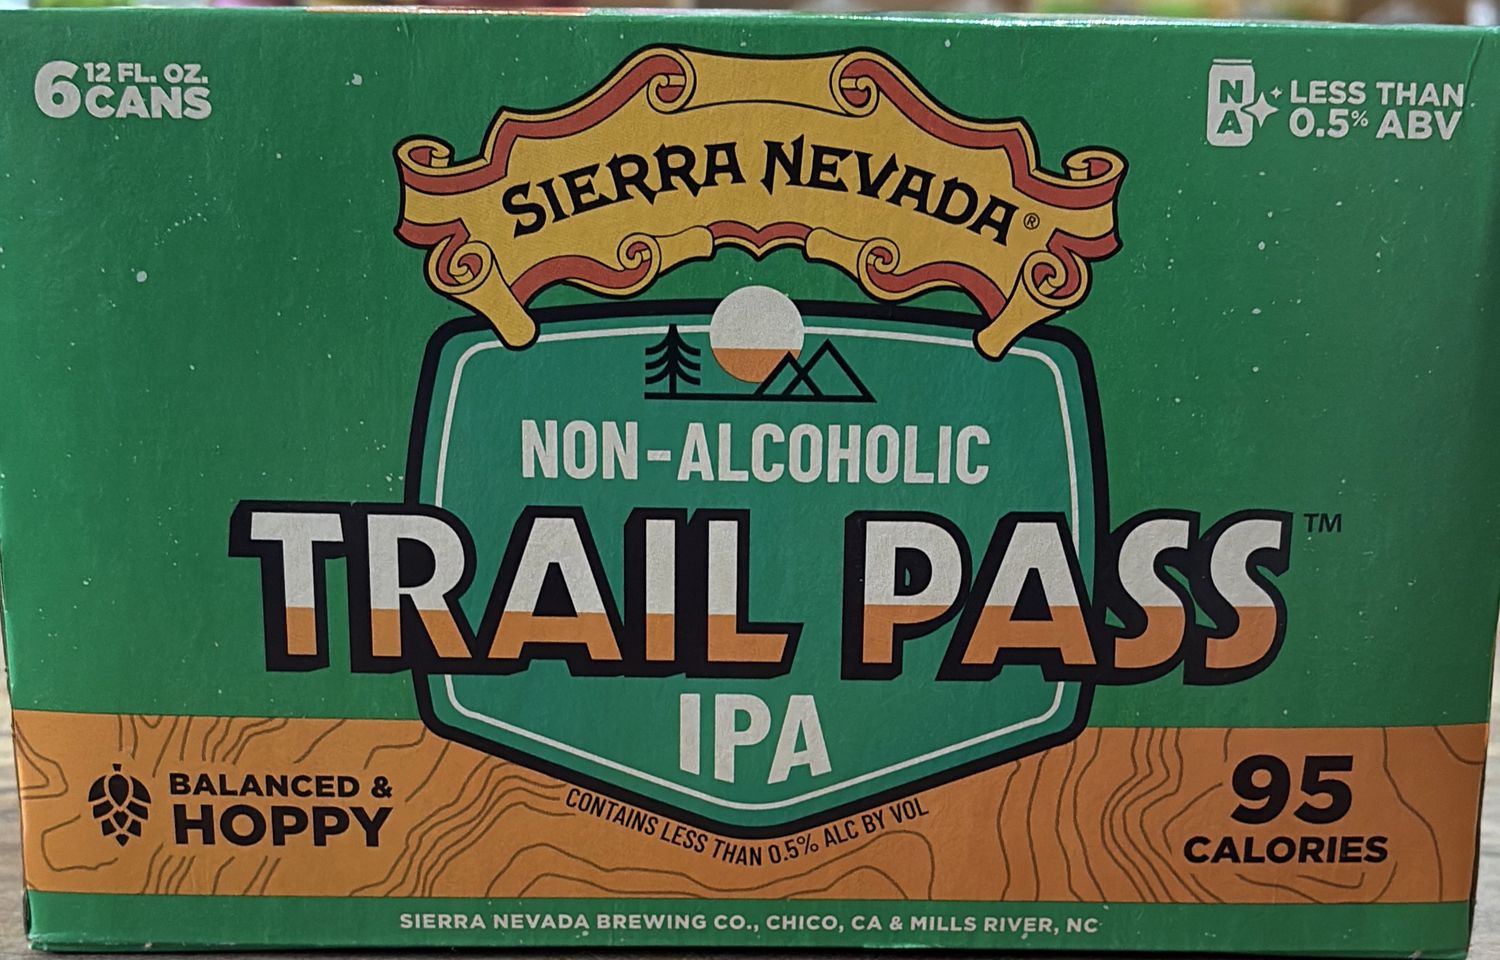 6 12 FL. OZ.
CANS
N
A
LESS THAN
0.5% ABV
SIERRA NEVADA®
NON-ALCOHOLIC
TRAIL PASS™
IPA
BALANCED &
HOPPY
CONTAINS LESS THAN 0.5% ALC BY VOL
95
CALORIES
SIERRA NEVADA BREWING CO., CHICO, CA & MILLS RIVER, NC